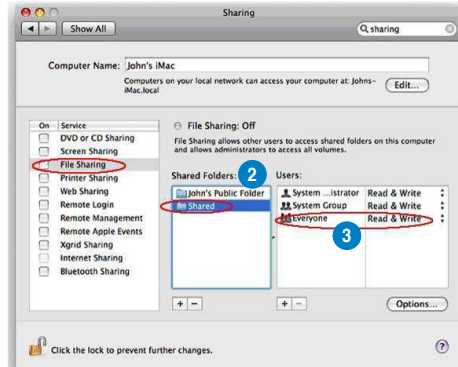 Sharing
Show All
sharing
Computer Name: John's iMac
Computers on your local network can access your computer at: Johns-
iMac.local
Edit...
On Service
DVD or CD Sharing
Screen Sharing
File Sharing
Printer Sharing
Web Sharing
Remote Login
Remote Management
Remote Apple Events
Xgrid Sharing
Internet Sharing
Bluetooth Sharing
File Sharing: Off
File Sharing allows other users to access shared folders on this computer
and allows administrators to access all volumes.
Shared Folders: 2 Users:
John's Public Folder
Shared
System ...istrator Read & Write
System Group Read & Write
Everyone Read & Write
3
+ − + − Options...
Click the lock to prevent further changes. ?